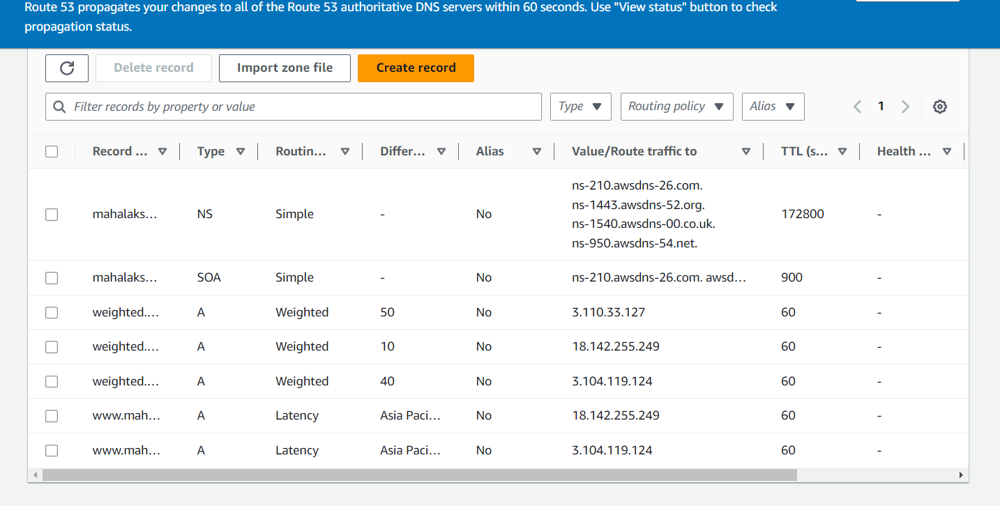 Route 53 propagates your changes to all of the Route 53 authoritative DNS servers within 60 seconds. Use "View status" button to check
propagation status.
Delete record Import zone file Create record
Filter records by property or value Type Routing policy Alias 1
Record ... Type Routin... Differ... Alias Value/Route traffic to TTL (s... Health ...
ns-210.awsdns-26.com.
ns-1443.awsdns-52.org.
mahalaks... NS Simple - No 172800 -
ns-1540.awsdns-00.co.uk.
ns-950.awsdns-54.net.
mahalaks... SOA Simple - No ns-210.awsdns-26.com. awsd... 900 -
weighted.... A Weighted 50 No 3.110.33.127 60 -
weighted.... A Weighted 10 No 18.142.255.249 60 -
weighted.... A Weighted 40 No 3.104.119.124 60 -
www.mah... A Latency Asia Paci... No 18.142.255.249 60 -
www.mah... A Latency Asia Paci... No 3.104.119.124 60 -